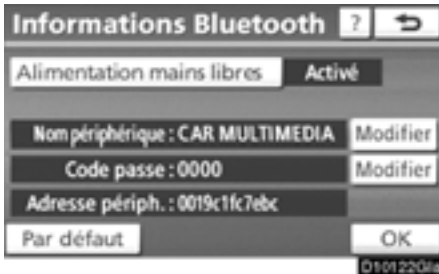 Informations Bluetooth ?
Alimentation mains libres Activé
Nom périphérique : CAR MULTIMEDIA Modifier
Code passe : 0000 Modifier
Adresse périph. : 0019c1fc7ebc
Par défaut OK